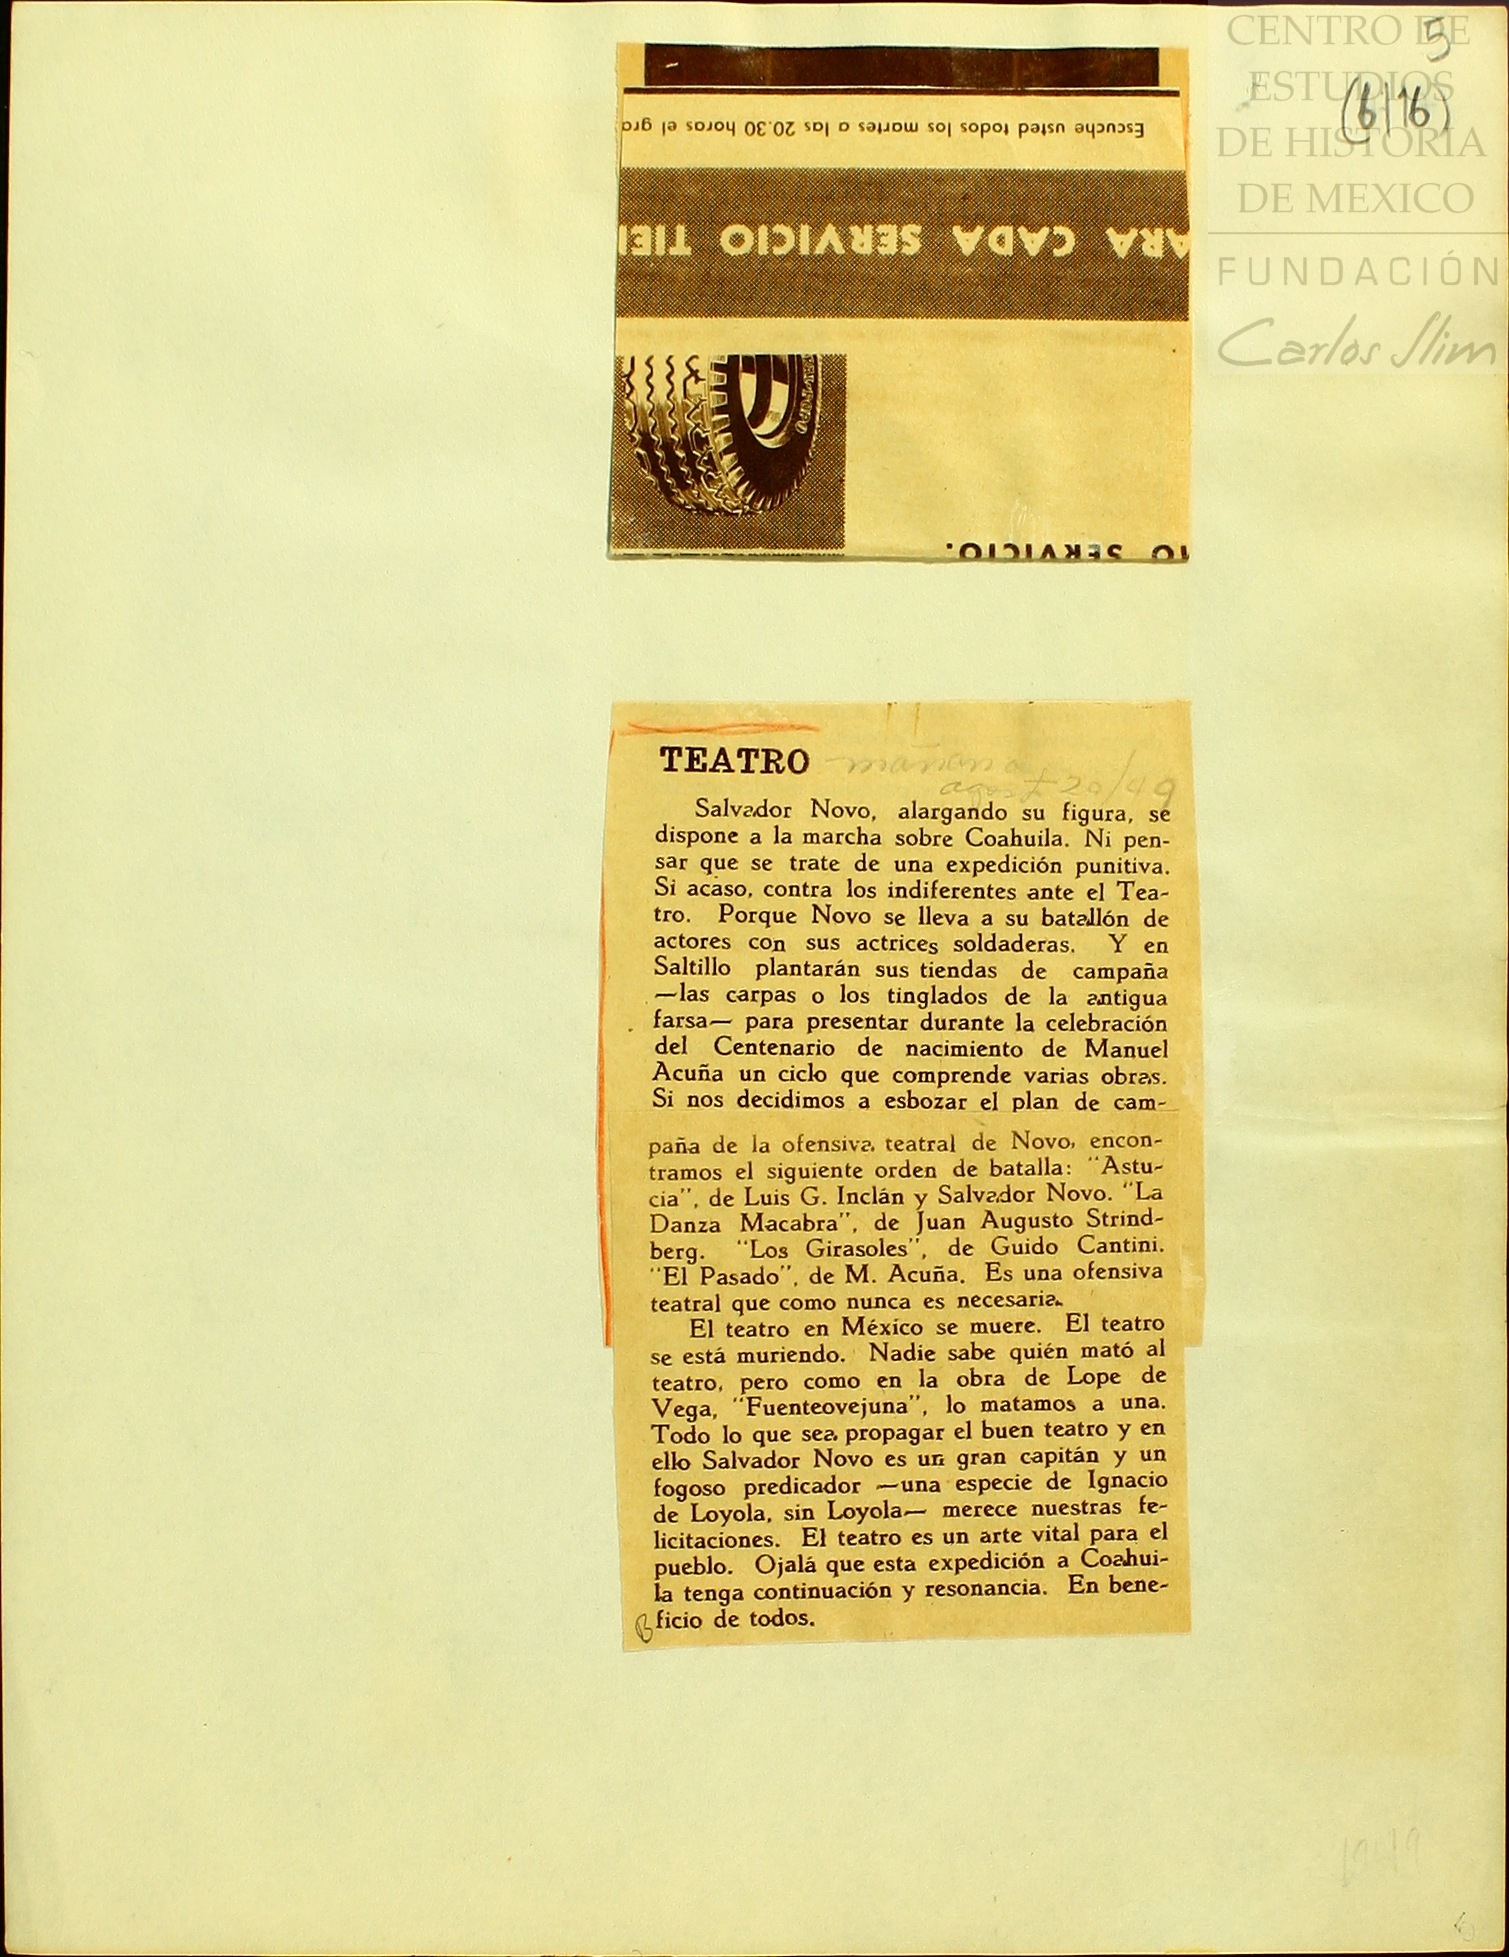 CENTRO DE
ESTUDIOS
DE HISTORIA
DE MEXICO
FUNDACIÓN
Carlos Slim
5
(6|16)
Escuche usted todos los martes a las 20.30 horas el gra
ARA CADA SERVICIO TIE
IO SERVICIO.
TEATRO
mañana
agost 20/49
Salvador Novo, alargando su figura, se
dispone a la marcha sobre Coahuila. Ni pen-
sar que se trate de una expedición punitiva.
Si acaso, contra los indiferentes ante el Tea-
tro. Porque Novo se lleva a su batallón de
actores con sus actrices soldaderas. Y en
Saltillo plantarán sus tiendas de campaña
—las carpas o los tinglados de la antigua
farsa— para presentar durante la celebración
del Centenario de nacimiento de Manuel
Acuña un ciclo que comprende varias obras.
Si nos decidimos a esbozar el plan de cam-
paña de la ofensiva teatral de Novo, encon-
tramos el siguiente orden de batalla: "Astu-
cia", de Luis G. Inclán y Salvador Novo. "La
Danza Macabra", de Juan Augusto Strind-
berg. "Los Girasoles", de Guido Cantini.
"El Pasado", de M. Acuña. Es una ofensiva
teatral que como nunca es necesaria.
El teatro en México se muere. El teatro
se está muriendo. Nadie sabe quién mató al
teatro, pero como en la obra de Lope de
Vega, "Fuenteovejuna", lo matamos a una.
Todo lo que sea propagar el buen teatro y en
ello Salvador Novo es un gran capitán y un
fogoso predicador —una especie de Ignacio
de Loyola, sin Loyola— merece nuestras fe-
licitaciones. El teatro es un arte vital para el
pueblo. Ojalá que esta expedición a Coahui-
la tenga continuación y resonancia. En bene-
ficio de todos.
B